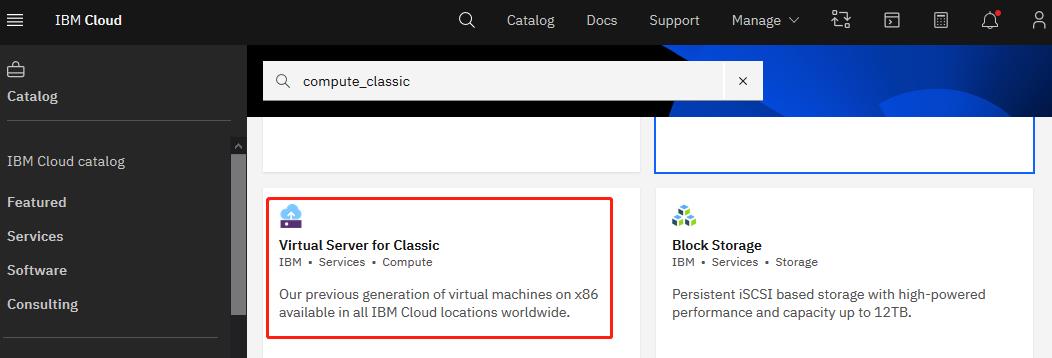 IBM Cloud
Catalog
Docs
Support
Manage
Catalog
compute_classic
IBM Cloud catalog
Featured
Services
Software
Consulting
Virtual Server for Classic
IBM • Services • Compute
Our previous generation of virtual machines on x86
available in all IBM Cloud locations worldwide.
Block Storage
IBM • Services • Storage
Persistent iSCSI based storage with high-powered
performance and capacity up to 12TB.